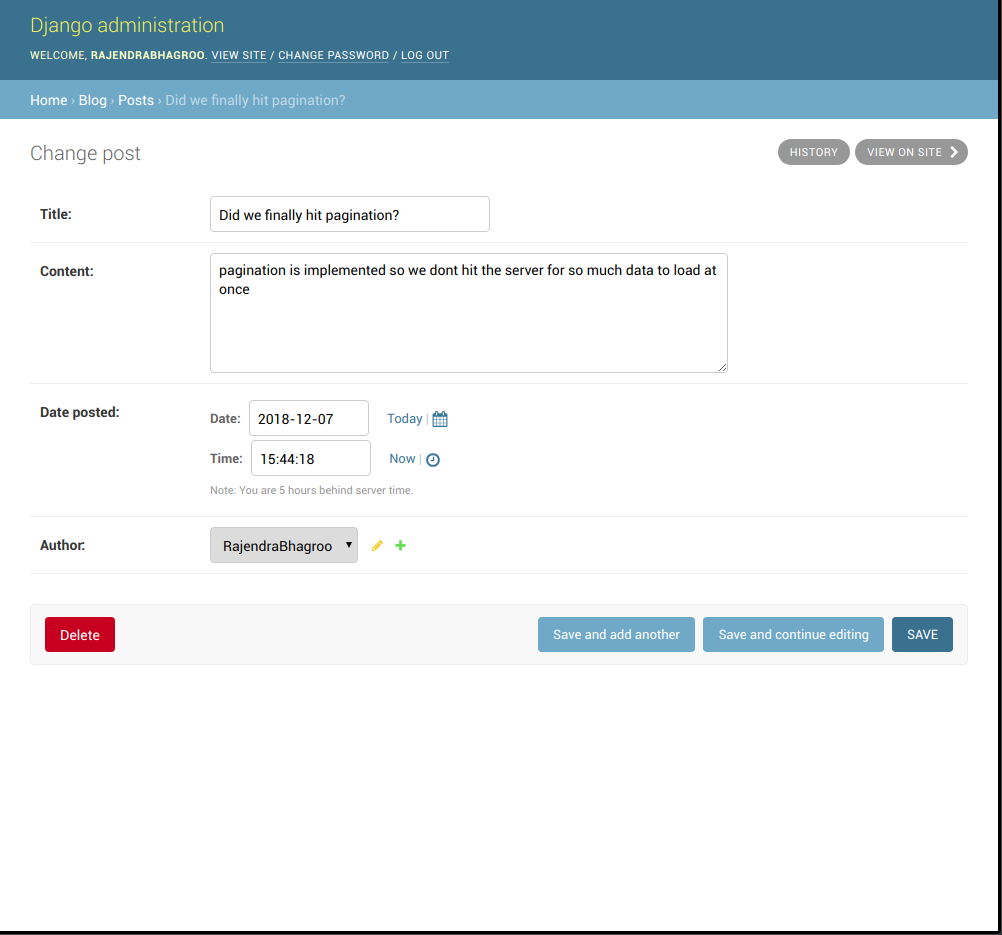 Django administration
WELCOME, RAJENDRABHAGROO. VIEW SITE / CHANGE PASSWORD / LOG OUT
Home › Blog › Posts › Did we finally hit pagination?
Change post
HISTORY
VIEW ON SITE
Title:
Did we finally hit pagination?
Content:
pagination is implemented so we dont hit the server for so much data to load at
once
Date posted:
Date: 2018-12-07 Today |
Time: 15:44:18 Now |
Note: You are 5 hours behind server time.
Author:
RajendraBhagroo
Delete
Save and add another
Save and continue editing
SAVE